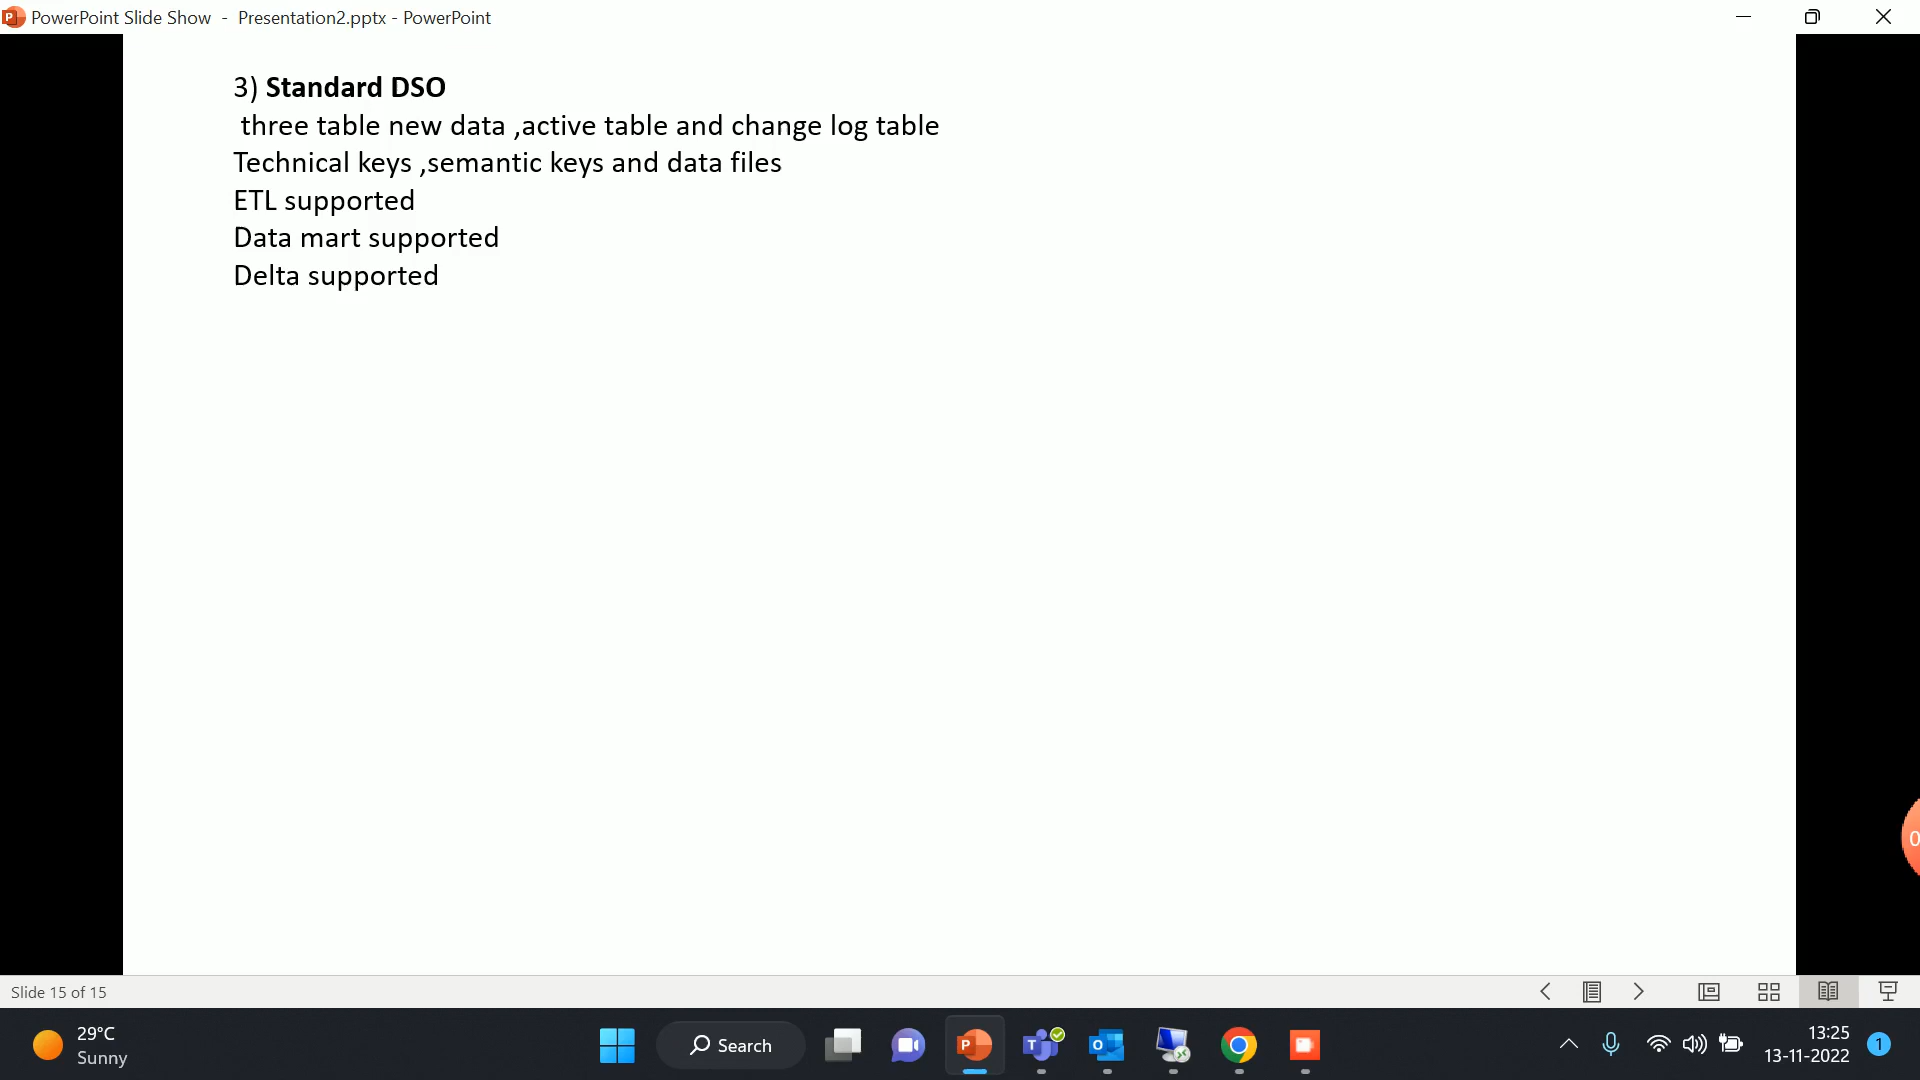 PowerPoint Slide Show - Presentation2.pptx - PowerPoint
3) Standard DSO
three table new data ,active table and change log table
Technical keys ,semantic keys and data files
ETL supported
Data mart supported
Delta supported
0
Slide 15 of 15
29°C
Sunny
Search
13:25
13-11-2022
1